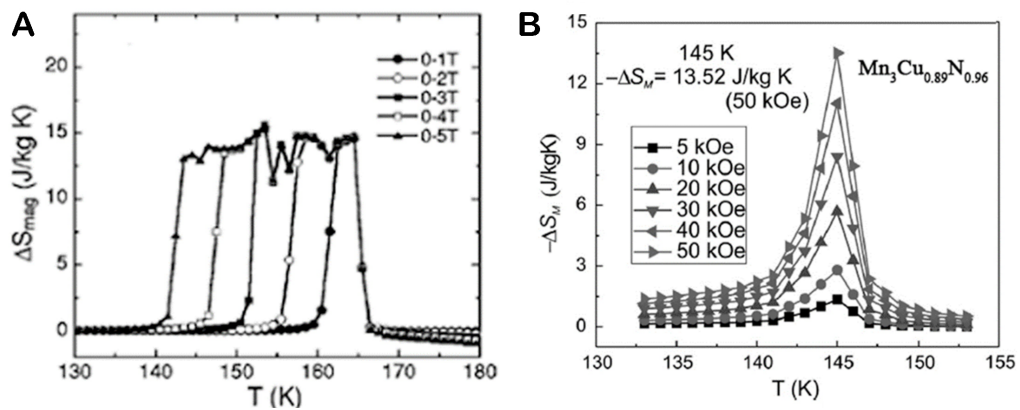 A
ΔSmag (J/kg K)
20
15
10
5
0
0-1T
0-2T
0-3T
0-4T
0-5T
130 140 150 160 170 180
T (K)
B
−ΔSM (J/kgK)
15
12
9
6
3
0
145 K
−ΔSM= 13.52 J/kg K
(50 kOe)
Mn3Cu0.89N0.96
5 kOe
10 kOe
20 kOe
30 kOe
40 kOe
50 kOe
130 135 140 145 150 155
T (K)